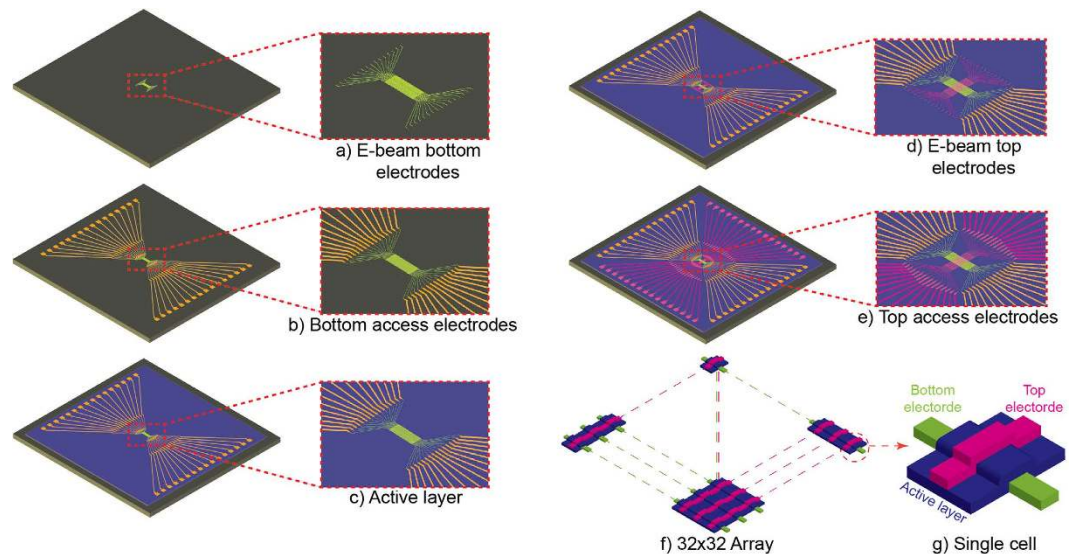 a) E-beam bottom
electrodes
b) Bottom access electrodes
c) Active layer
d) E-beam top
electrodes
e) Top access electrodes
Bottom
electorde
Top
electorde
Active layer
f) 32x32 Array
g) Single cell